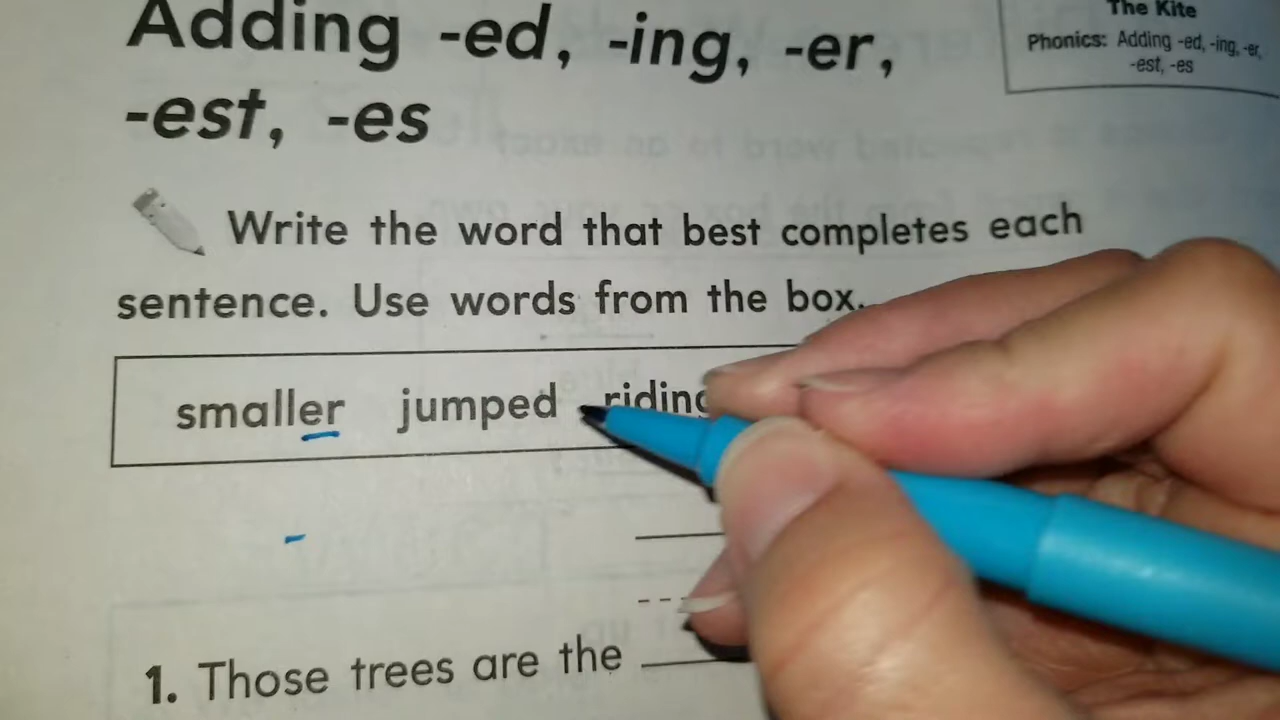 Adding -ed, -ing, -er,
-est, -es
The Kite
Phonics: Adding -ed, -ing, -er,
-est, -es
Write the word that best completes each
sentence. Use words from the box.
smaller jumped riding
1. Those trees are the